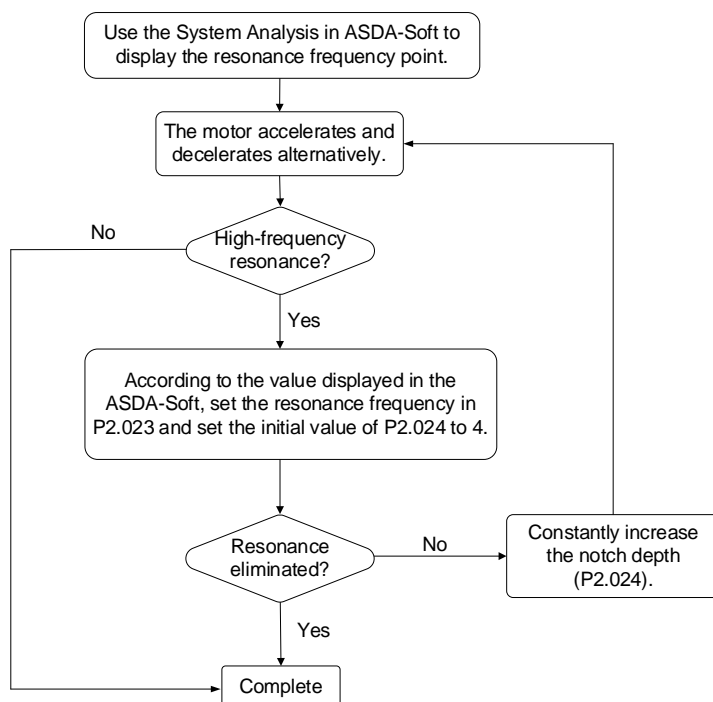 Use the System Analysis in ASDA-Soft to
display the resonance frequency point.
The motor accelerates and
decelerates alternatively.
No
High-frequency
resonance?
Yes
According to the value displayed in the
ASDA-Soft, set the resonance frequency in
P2.023 and set the initial value of P2.024 to 4.
Resonance
eliminated?
No
Constantly increase
the notch depth
(P2.024).
Yes
Complete